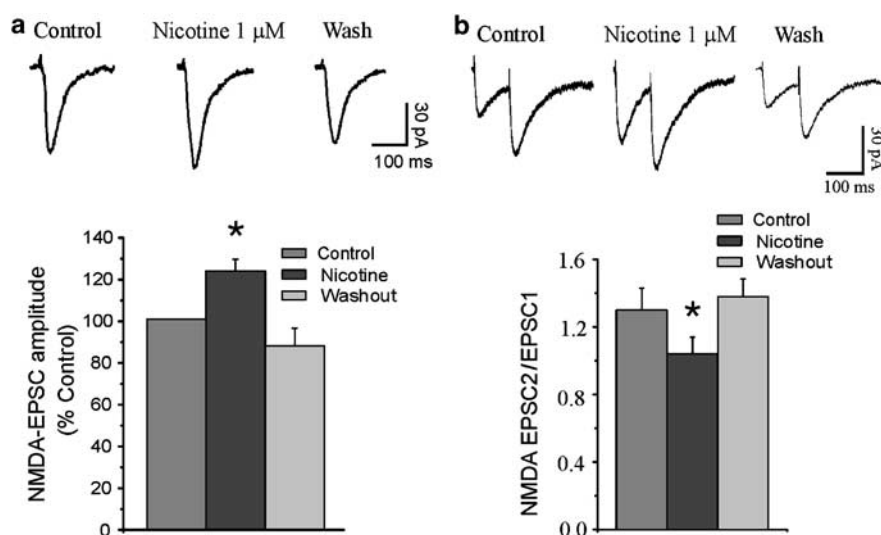 a
Control Nicotine 1 µM Wash
30 pA
100 ms
b
Control Nicotine 1 µM Wash
30 pA
100 ms
*
Control
Nicotine
Washout
NMDA-EPSC amplitude
(% Control)
140
120
100
80
60
40
20
0
Control
Nicotine
Washout
*
NMDA EPSC2/EPSC1
1.6
1.2
0.8
0.4
0.0